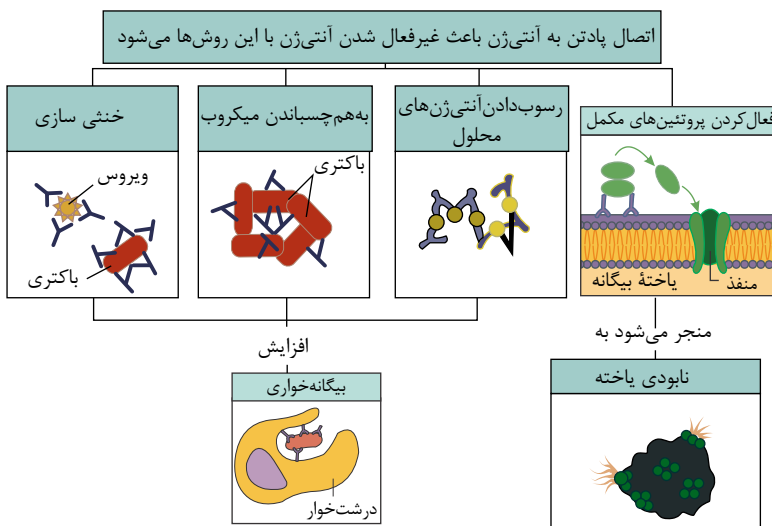 اتصال پادتن به آنتی‌ژن باعث غیرفعال شدن آنتی‌ژن با این روش‌ها می‌شود
فعال‌کردن پروتئین‌های مکمل
منفذ
یاختهٔ بیگانه
رسوب‌دادن‌آنتی‌ژن‌های
محلول
به‌هم‌چسباندن میکروب
باکتری
خنثی سازی
ویروس
باکتری
منجر می‌شود به
نابودی یاخته
افزایش
بیگانه‌خواری
درشت‌خوار